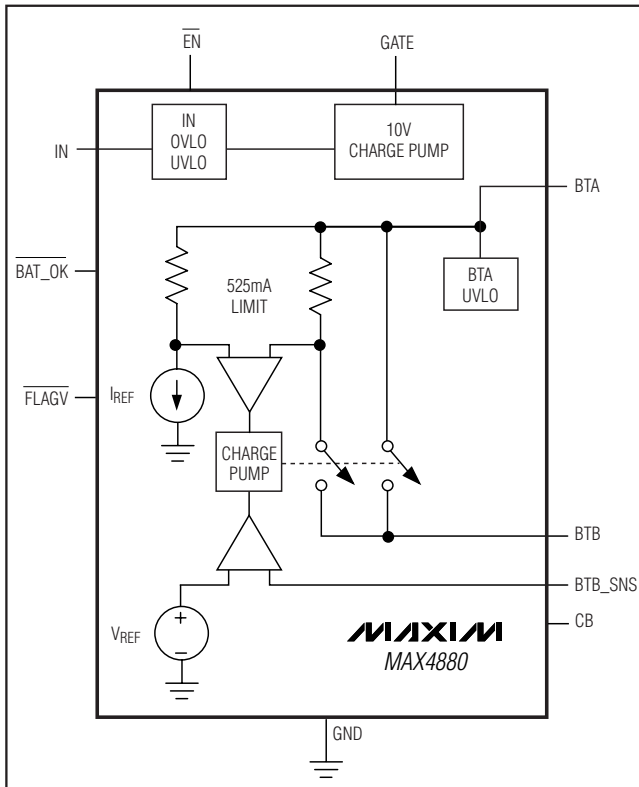 EN
GATE
IN
IN
OVLO
UVLO
10V
CHARGE PUMP
BTA
BAT_OK
525mA
LIMIT
BTA
UVLO
FLAGV
IREF
CHARGE
PUMP
BTB
BTB_SNS
VREF
+
−
CB
MAXIM
MAX4880
GND